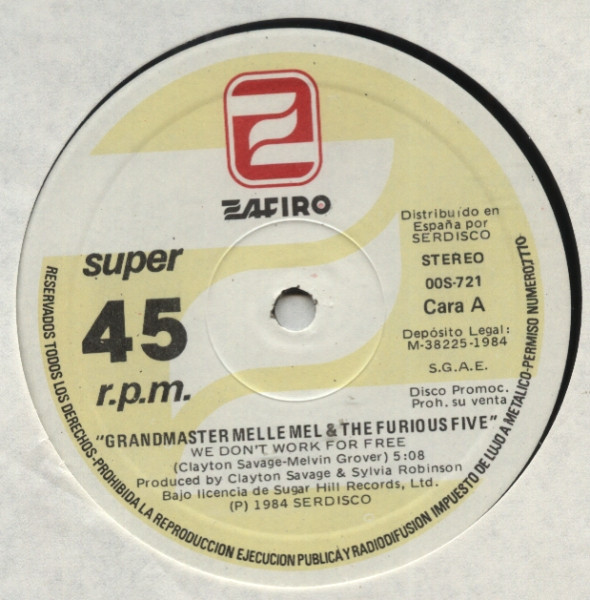 ZAFIRO
super
45
r.p.m.
Distribuído en
España por
SERDISCO
STEREO
00S-721
Cara A
Depósito Legal:
M-38225-1984
S.G.A.E.
Disco Promoc.
Proh. su venta
"GRANDMASTER MELLE MEL & THE FURIOUS FIVE"
WE DON'T WORK FOR FREE
(Clayton Savage-Melvin Grover) 5:08
Produced by Clayton Savage & Sylvia Robinson
Bajo licencia de Sugar Hill Records, Ltd.
(P) 1984 SERDISCO
RESERVADOS TODOS LOS DERECHOS-PROHIBIDA LA REPRODUCCION EJECUCION PUBLICA Y RADIODIFUSION IMPUESTO DE LUJO A METALICO-PERMISO NUMERO 7770